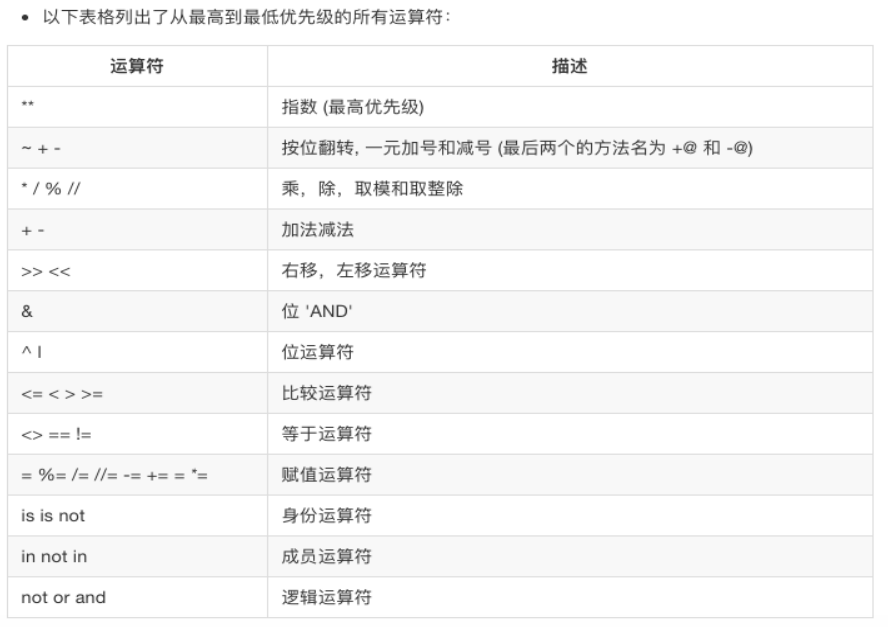 • 以下表格列出了从最高到最低优先级的所有运算符：
运算符 描述
** 指数 (最高优先级)
~ + - 按位翻转, 一元加号和减号 (最后两个的方法名为 +@ 和 -@)
* / % // 乘，除，取模和取整除
+ - 加法减法
>> << 右移，左移运算符
& 位 'AND'
^ | 位运算符
<= < > >= 比较运算符
<> == != 等于运算符
= %= /= //= -= += = *= 赋值运算符
is is not 身份运算符
in not in 成员运算符
not or and 逻辑运算符